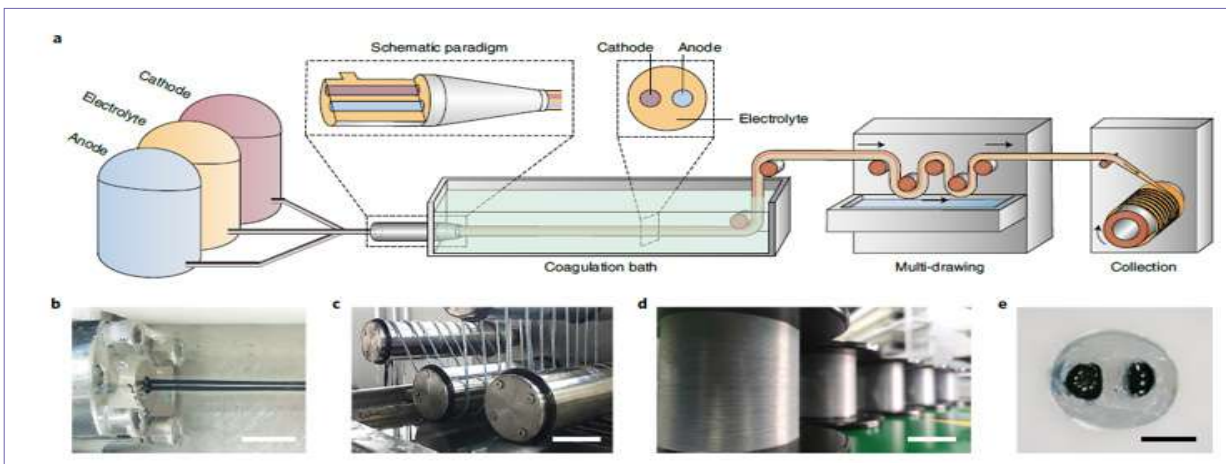 a
Schematic paradigm
Cathode
Anode
Cathode
Electrolyte
Anode
Electrolyte
Coagulation bath
Multi-drawing
Collection
b
c
d
e